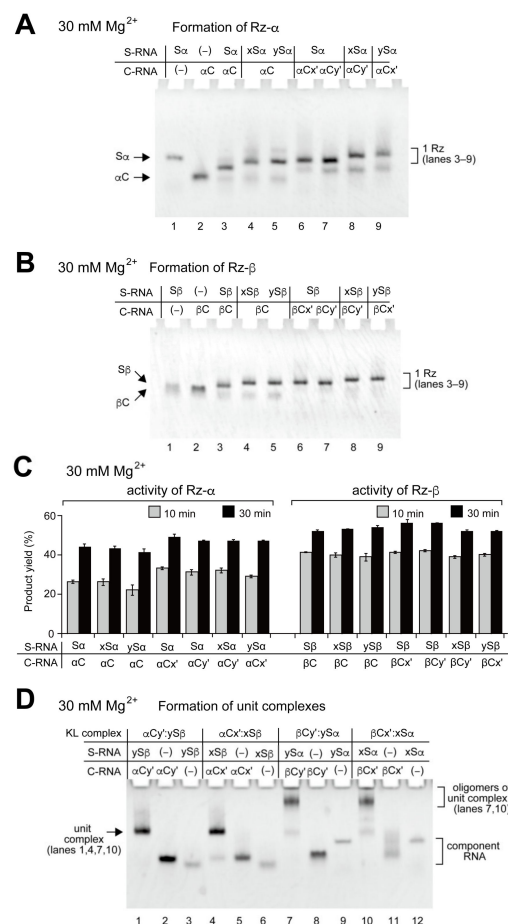 A 30 mM Mg2+ Formation of Rz-α
S-RNA Sα (−) Sα xSα ySα Sα xSα ySα
C-RNA (−) αC αC αC αCx' αCy' αCy' αCx'
Sα
αC
1 Rz
(lanes 3–9)
1 2 3 4 5 6 7 8 9
B 30 mM Mg2+ Formation of Rz-β
S-RNA Sβ (−) Sβ xSβ ySβ Sβ xSβ ySβ
C-RNA (−) βC βC βC βCx' βCy' βCy' βCx'
Sβ
βC
1 Rz
(lanes 3–9)
1 2 3 4 5 6 7 8 9
C 30 mM Mg2+
activity of Rz-α activity of Rz-β
10 min 30 min 10 min 30 min
Product yield (%)
60
40
20
0
S-RNA Sα xSα ySα Sα Sα xSα ySα Sβ xSβ ySβ Sβ Sβ xSβ ySβ
C-RNA αC αC αC αCx' αCy' αCy' αCx' βC βC βC βCx' βCy' βCy' βCx'
D 30 mM Mg2+ Formation of unit complexes
KL complex αCy':ySβ αCx':xSβ βCy':ySα βCx':xSα
S-RNA ySβ (−) ySβ xSβ (−) xSβ ySα (−) ySα xSα (−) xSα
C-RNA αCy' αCy' (−) αCx' αCx' (−) βCy' βCy' (−) βCx' βCx' (−)
oligomers o
unit complex
(lanes 7,10)
unit
complex
(lanes 1,4,7,10)
component
RNA
1 2 3 4 5 6 7 8 9 10 11 12